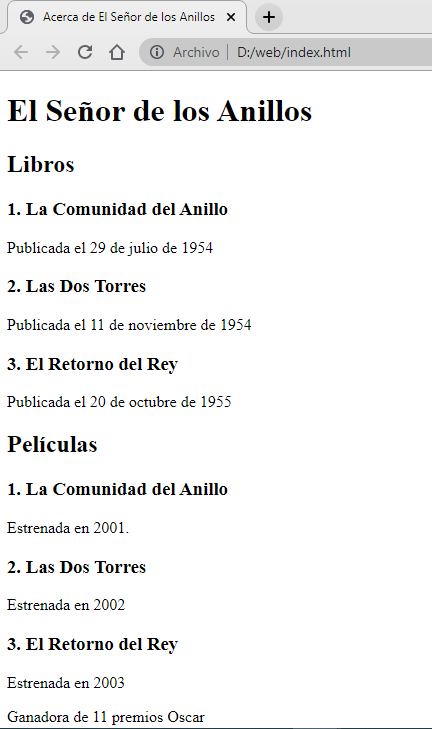 Acerca de El Señor de los Anillos
Archivo | D:/web/index.html
El Señor de los Anillos
Libros
1. La Comunidad del Anillo
Publicada el 29 de julio de 1954
2. Las Dos Torres
Publicada el 11 de noviembre de 1954
3. El Retorno del Rey
Publicada el 20 de octubre de 1955
Películas
1. La Comunidad del Anillo
Estrenada en 2001.
2. Las Dos Torres
Estrenada en 2002
3. El Retorno del Rey
Estrenada en 2003
Ganadora de 11 premios Oscar